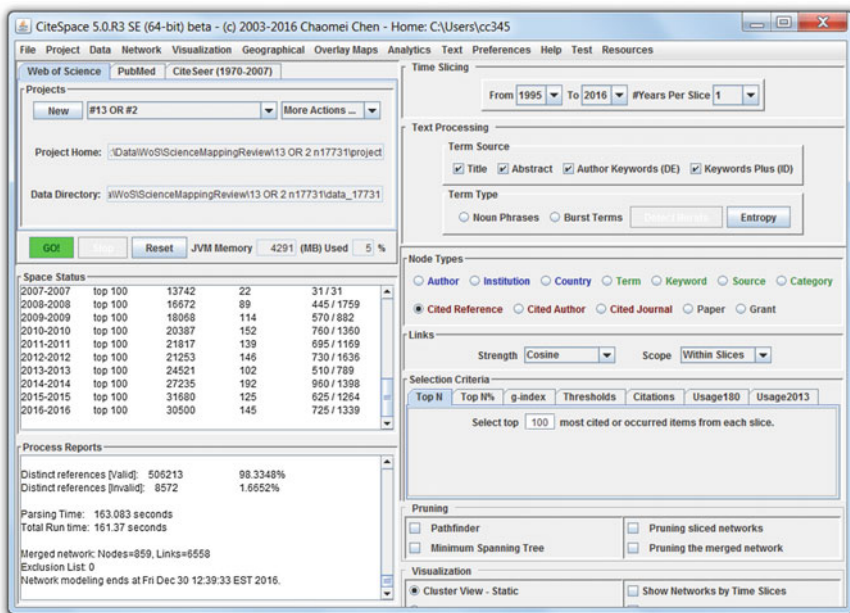 CiteSpace 5.0.R3 SE (64-bit) beta - (c) 2003-2016 Chaomei Chen - Home: C:\Users\cc345
File Project Data Network Visualization Geographical Overlay Maps Analytics Text Preferences Help Test Resources
Web of Science PubMed CiteSeer (1970-2007)
Projects
New #13 OR #2 More Actions ...
Project Home: :\Data\WoS\ScienceMappingReview\13 OR 2 n17731\project
Data Directory: \WoS\ScienceMappingReview\13 OR 2 n17731\data_17731
GO! Stop Reset JVM Memory 4291 (MB) Used 5 %
Space Status
2007-2007 top 100 13742 22 31 / 31
2008-2008 top 100 16672 89 445 / 1759
2009-2009 top 100 18068 114 570 / 882
2010-2010 top 100 20387 152 760 / 1360
2011-2011 top 100 21817 139 695 / 1169
2012-2012 top 100 21253 146 730 / 1636
2013-2013 top 100 24521 102 510 / 789
2014-2014 top 100 27235 192 960 / 1398
2015-2015 top 100 31680 125 625 / 1264
2016-2016 top 100 30500 145 725 / 1339
Process Reports
Distinct references [Valid]: 506213 98.3348%
Distinct references [Invalid]: 8572 1.6652%
Parsing Time: 163.083 seconds
Total Run time: 161.37 seconds
Merged network: Nodes=859, Links=6558
Exclusion List: 0
Network modeling ends at Fri Dec 30 12:39:33 EST 2016.
Time Slicing
From 1995 To 2016 #Years Per Slice 1
Text Processing
Term Source
Title Abstract Author Keywords (DE) Keywords Plus (ID)
Term Type
Noun Phrases Burst Terms Entropy
Node Types
Author Institution Country Term Keyword Source Category
Cited Reference Cited Author Cited Journal Paper Grant
Links
Strength Cosine Scope Within Slices
Selection Criteria
Top N Top N% g-index Thresholds Citations Usage180 Usage2013
Select top 100 most cited or occurred items from each slice.
Pruning
Pathfinder Pruning sliced networks
Minimum Spanning Tree Pruning the merged network
Visualization
Cluster View - Static Show Networks by Time Slices